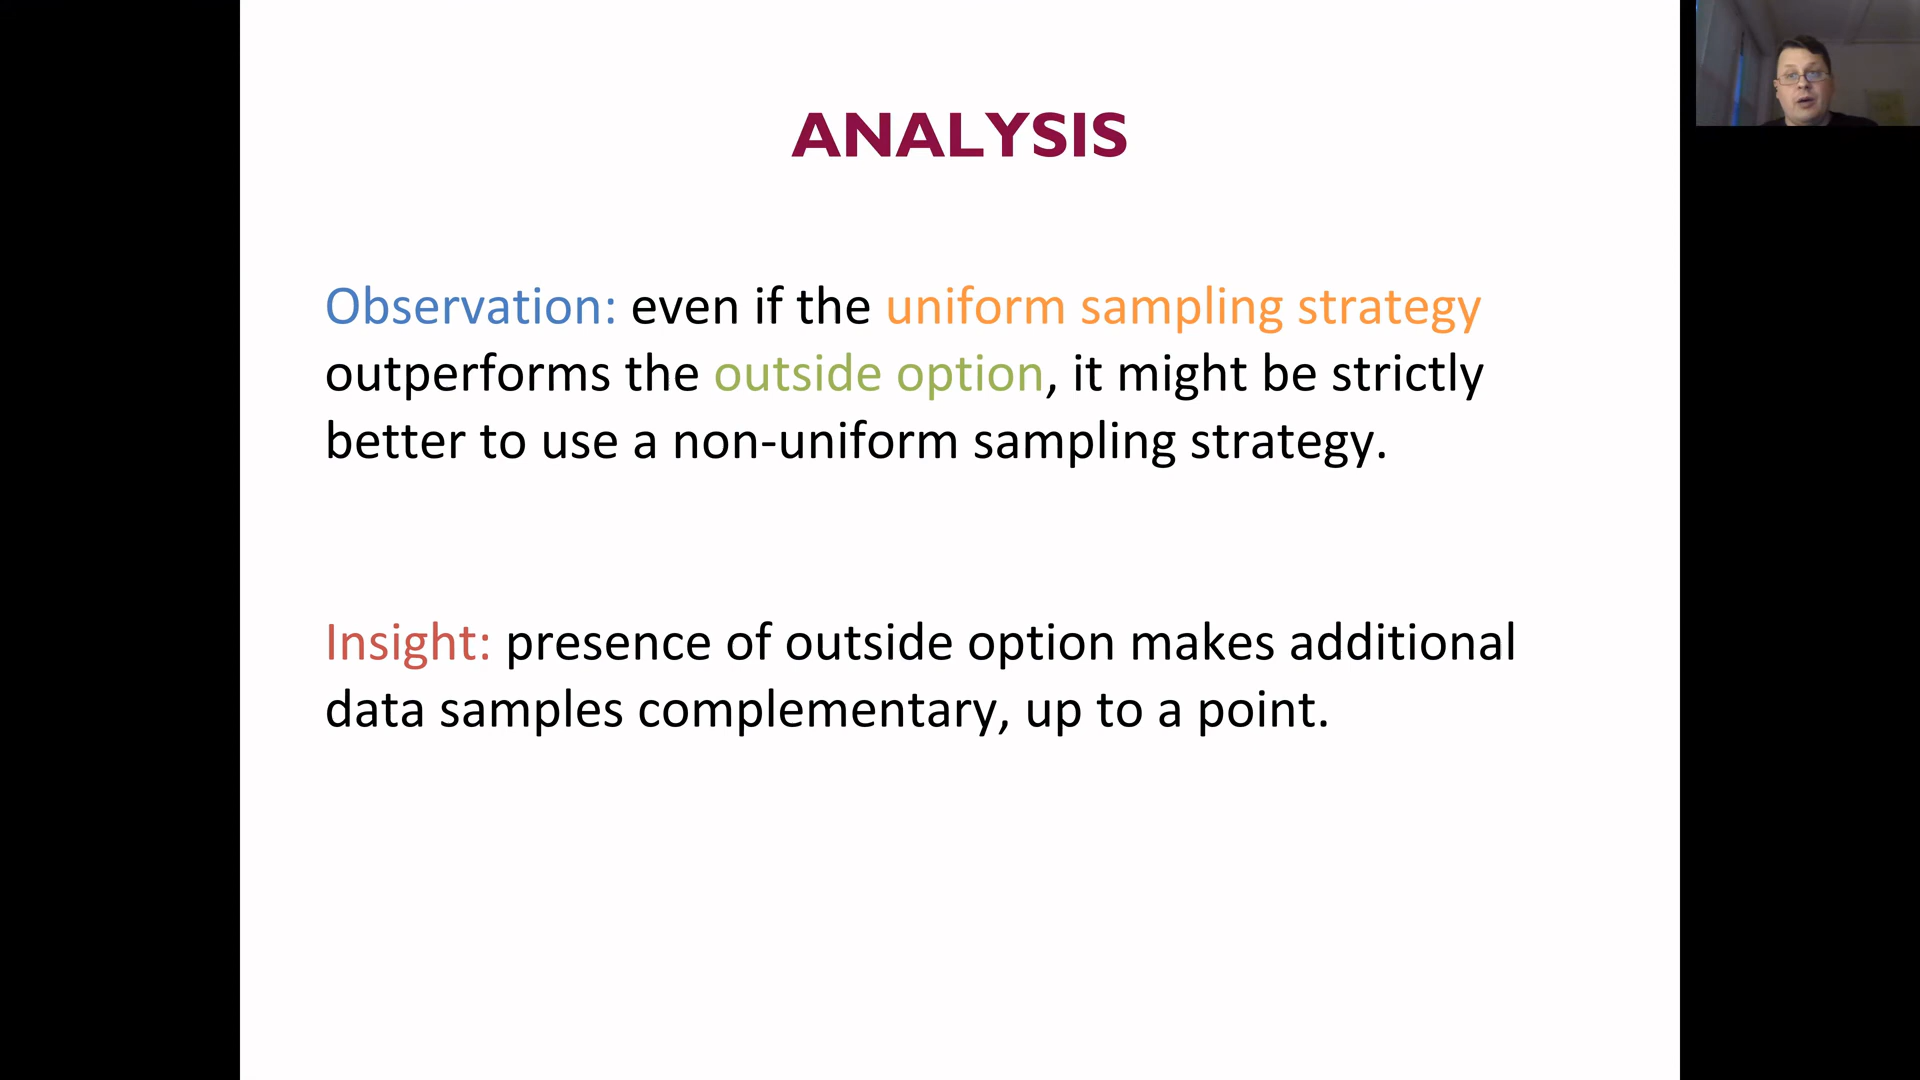 ANALYSIS
Observation: even if the uniform sampling strategy
outperforms the outside option, it might be strictly
better to use a non-uniform sampling strategy.
Insight: presence of outside option makes additional
data samples complementary, up to a point.